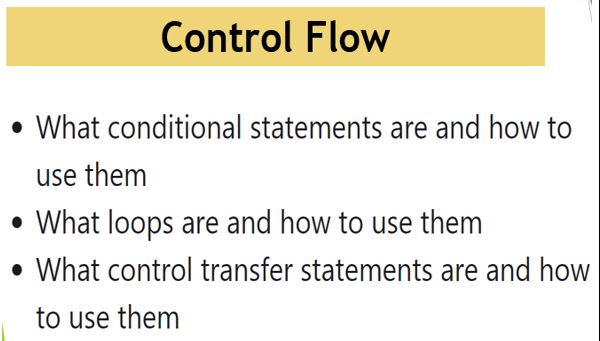 Control Flow
• What conditional statements are and how to
use them
• What loops are and how to use them
• What control transfer statements are and how
to use them